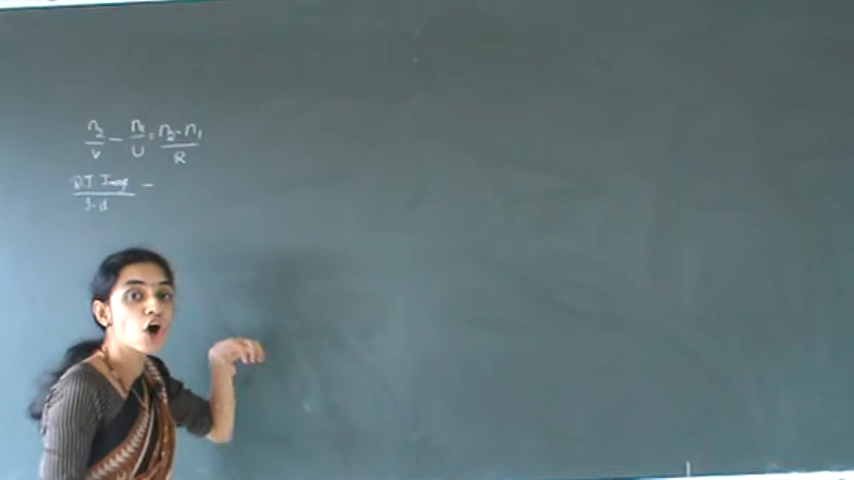 n₂/v - n₁/u = n₂-n₁/R
R.I Image -
I.d